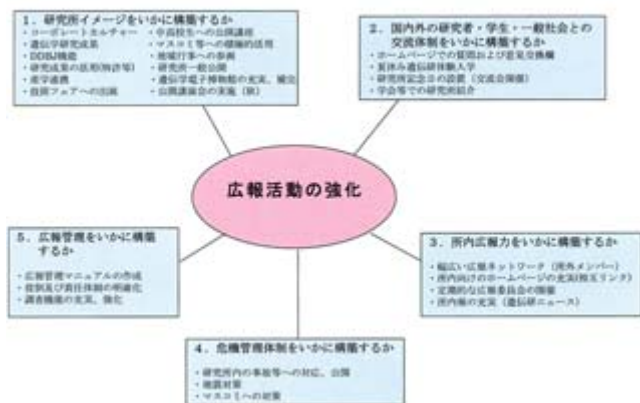 1．研究所イメージをいかに構築するか
・コーポレートカルチャー
・遺伝学研究成果
・DDBJ機能
・研究成果の活用(特許等)
・産学連携
・技術フェアへの出展
・中高校生への公開講座
・マスコミ等への積極的活用
・地域行事への参画
・研究所一般公開
・遺伝学電子博物館の充実、補完
・公開講演会の実施（秋）
2．国内外の研究者・学生・一般社会との
交流体制をいかに構築するか
・ホームページでの質問および意見交換欄
・夏休み遺伝研体験入学
・研究所記念日の設置（交流会開催）
・学会等での研究所紹介
広報活動の強化
3．所内広報力をいかに構築するか
・幅広い広報ネットワーク（所外メンバー）
・所内向けのホームページの充実(相互リンク)
・定期的な広報委員会の開催
・所内報の充実（遺伝研ニュース）
4．危機管理体制をいかに構築するか
・研究所内の事故等への対応、公開
・地震対策
・マスコミへの対策
5．広報管理をいかに構築
するか
・広報管理マニュアルの作成
・役割及び責任体制の明確化
・調査機能の充実、強化